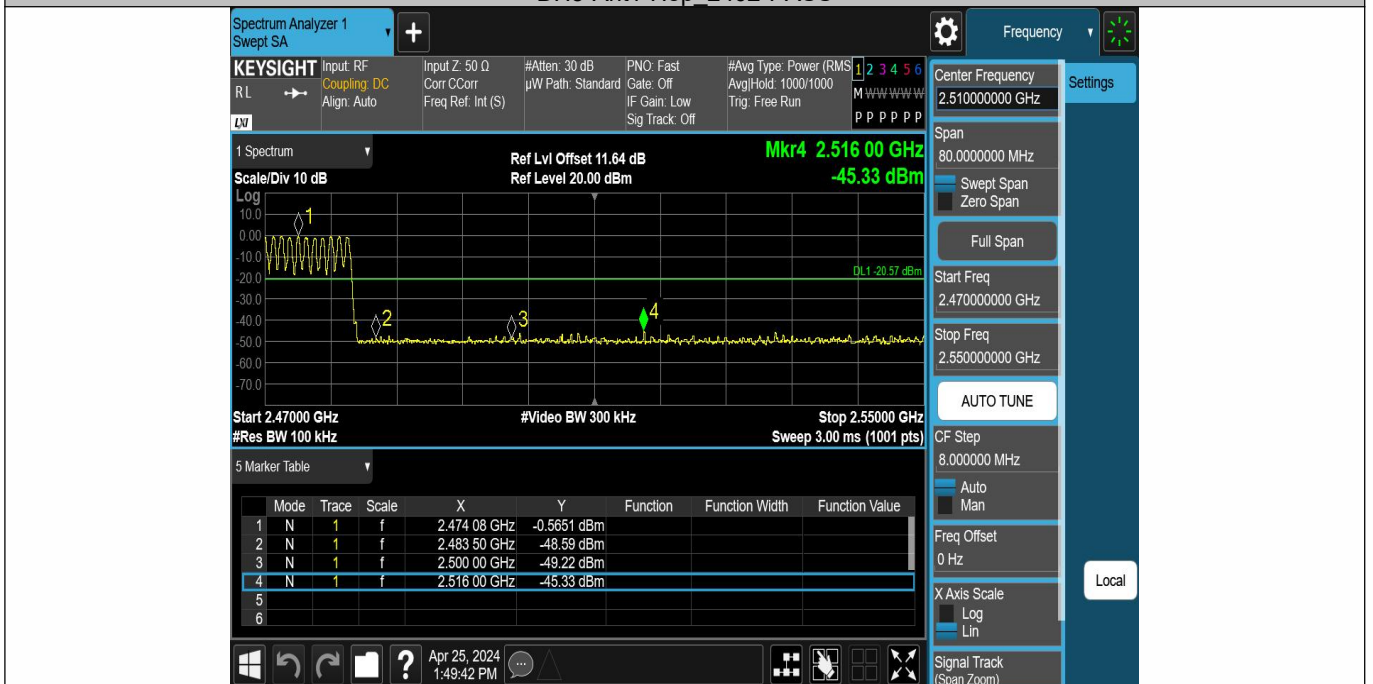 Spectrum Analyzer 1
Swept SA
+
Frequency
KEYSIGHT
RL
LXI
Input: RF
Coupling: DC
Align: Auto
Input Z: 50 Ω
Corr CCorr
Freq Ref: Int (S)
#Atten: 30 dB
µW Path: Standard
PNO: Fast
Gate: Off
IF Gain: Low
Sig Track: Off
#Avg Type: Power (RMS
Avg|Hold: 1000/1000
Trig: Free Run
1 2 3 4 5 6
M W W W W W
P P P P P P
1 Spectrum
Scale/Div 10 dB
Ref Lvl Offset 11.64 dB
Ref Level 20.00 dBm
Mkr4 2.516 00 GHz
-45.33 dBm
Log
10.0
0.00
-10.0
-20.0
-30.0
-40.0
-50.0
-60.0
-70.0
1
2
3
4
DL1 -20.57 dBm
Start 2.47000 GHz
#Video BW 300 kHz
Stop 2.55000 GHz
#Res BW 100 kHz
Sweep 3.00 ms (1001 pts)
5 Marker Table
Mode Trace Scale X Y Function Function Width Function Value
1 N 1 f 2.474 08 GHz -0.5651 dBm
2 N 1 f 2.483 50 GHz -48.59 dBm
3 N 1 f 2.500 00 GHz -49.22 dBm
4 N 1 f 2.516 00 GHz -45.33 dBm
5
6
?
Apr 25, 2024
1:49:42 PM
Center Frequency
2.510000000 GHz
Settings
Span
80.0000000 MHz
Swept Span
Zero Span
Full Span
Start Freq
2.470000000 GHz
Stop Freq
2.550000000 GHz
AUTO TUNE
CF Step
8.000000 MHz
Auto
Man
Freq Offset
0 Hz
Local
X Axis Scale
Log
Lin
Signal Track
(Span Zoom)